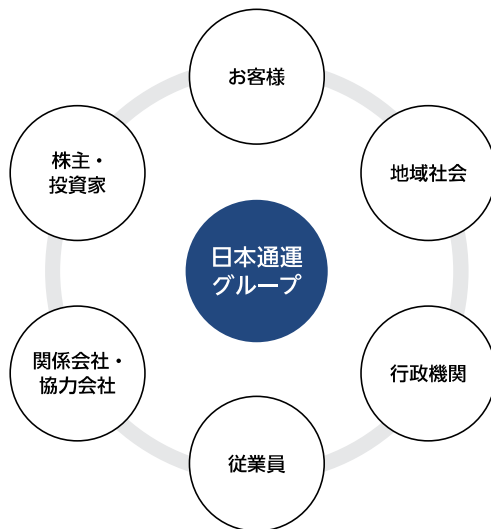 お客様
株主・
投資家
地域社会
日本通運
グループ
関係会社・
協力会社
行政機関
従業員